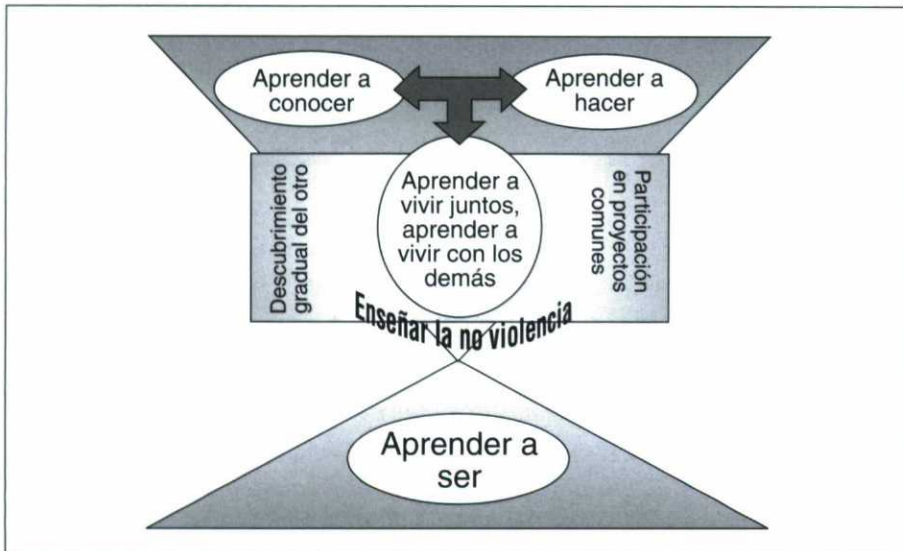 Aprender a
conocer
Aprender a
hacer
Descubrimiento
gradual del otro
Aprender a
vivir juntos,
aprender a
vivir con los
demás
Participación
en proyectos
comunes
Enseñar la no violencia
Aprender a
ser